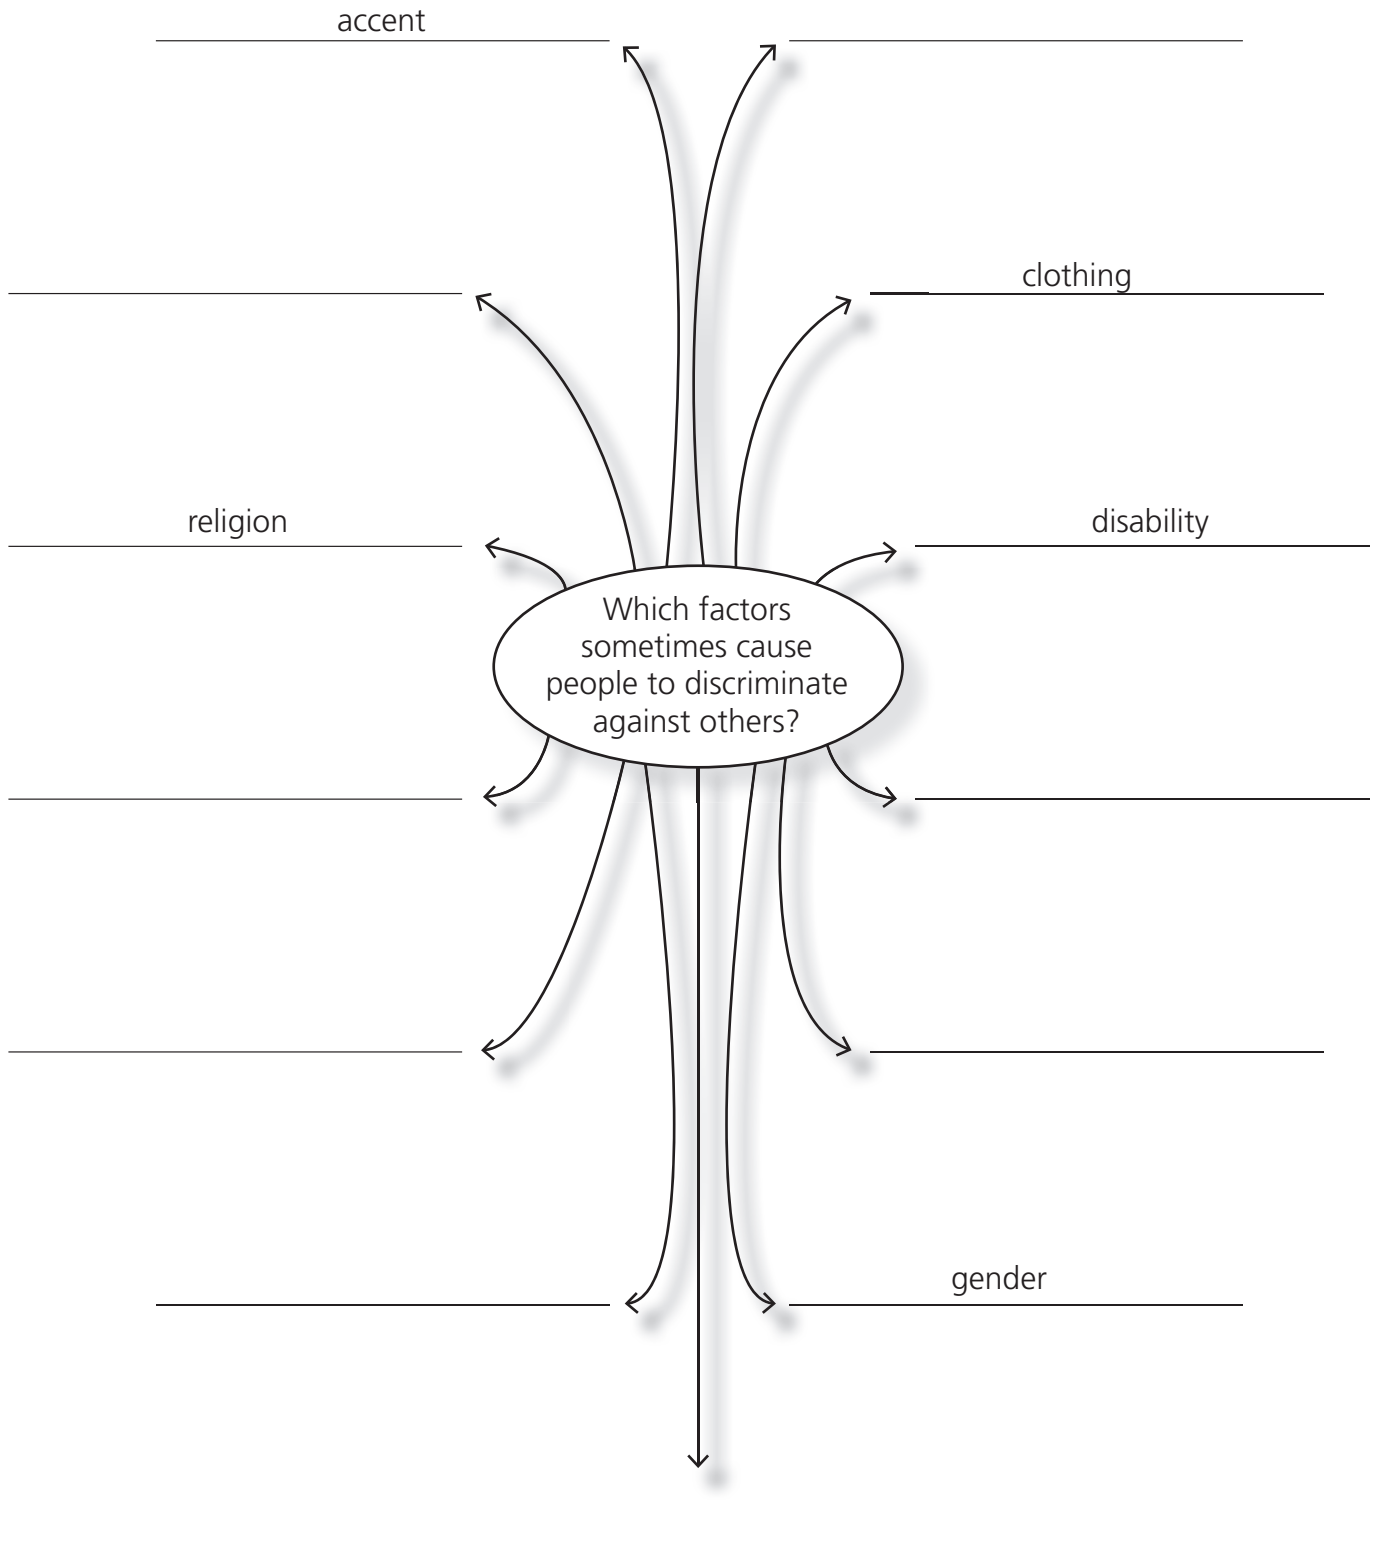 accent
clothing
religion
disability
Which factors
sometimes cause
people to discriminate
against others?
gender